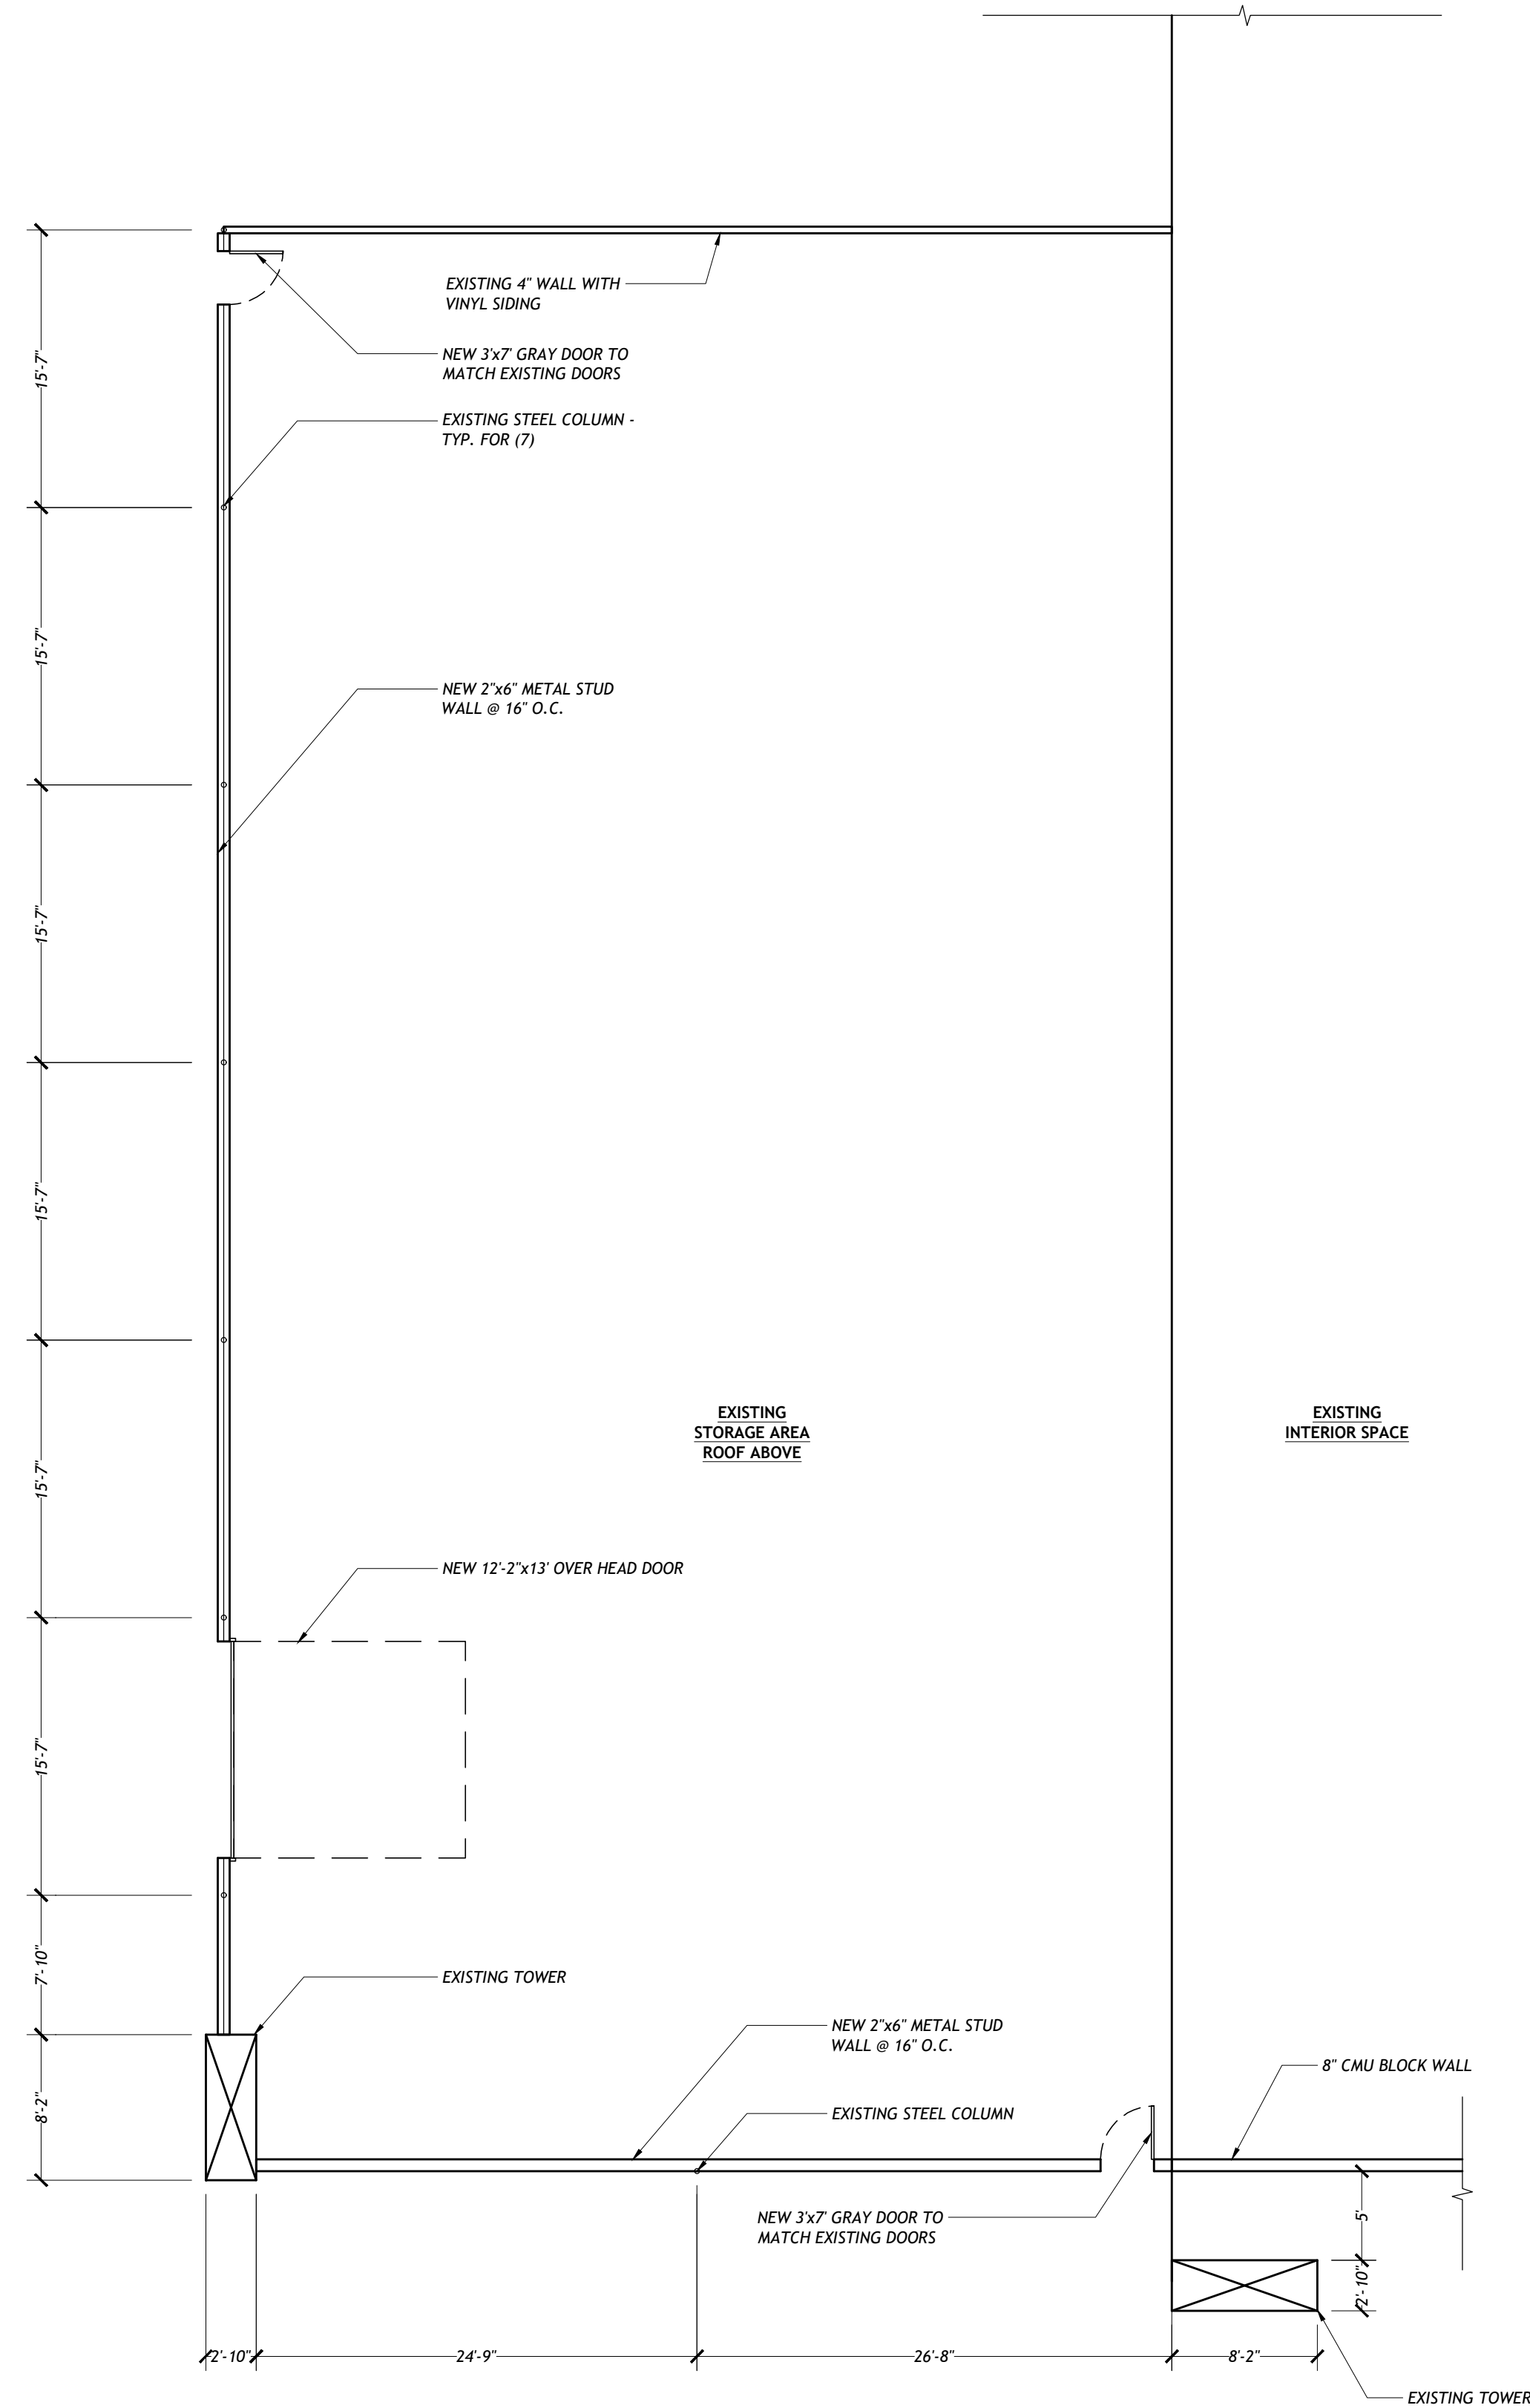 EXISTING 4" WALL WITH
VINYL SIDING
NEW 3'x7' GRAY DOOR TO
MATCH EXISTING DOORS
15'-7"
EXISTING STEEL COLUMN -
TYP. FOR (7)
15'-7"
NEW 2"x6" METAL STUD
WALL @ 16" O.C.
15'-7"
15'-7"
EXISTING
STORAGE AREA
ROOF ABOVE
EXISTING
INTERIOR SPACE
15'-7"
NEW 12'-2"x13' OVER HEAD DOOR
15'-7"
7'-10"
EXISTING TOWER
NEW 2"x6" METAL STUD
WALL @ 16" O.C.
8" CMU BLOCK WALL
8'-2"
EXISTING STEEL COLUMN
NEW 3'x7' GRAY DOOR TO
MATCH EXISTING DOORS
5'
2'-10"
2'-10"
24'-9"
26'-8"
8'-2"
EXISTING TOWER